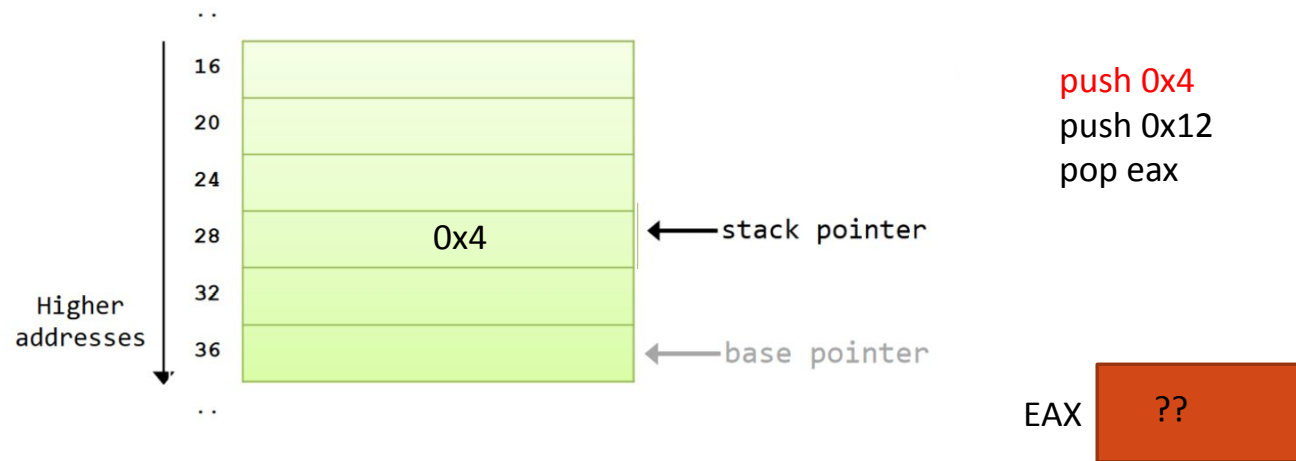 ..
16
20
24
28
32
36
..
Higher
addresses
0x4
stack pointer
base pointer
push 0x4
push 0x12
pop eax
EAX
??